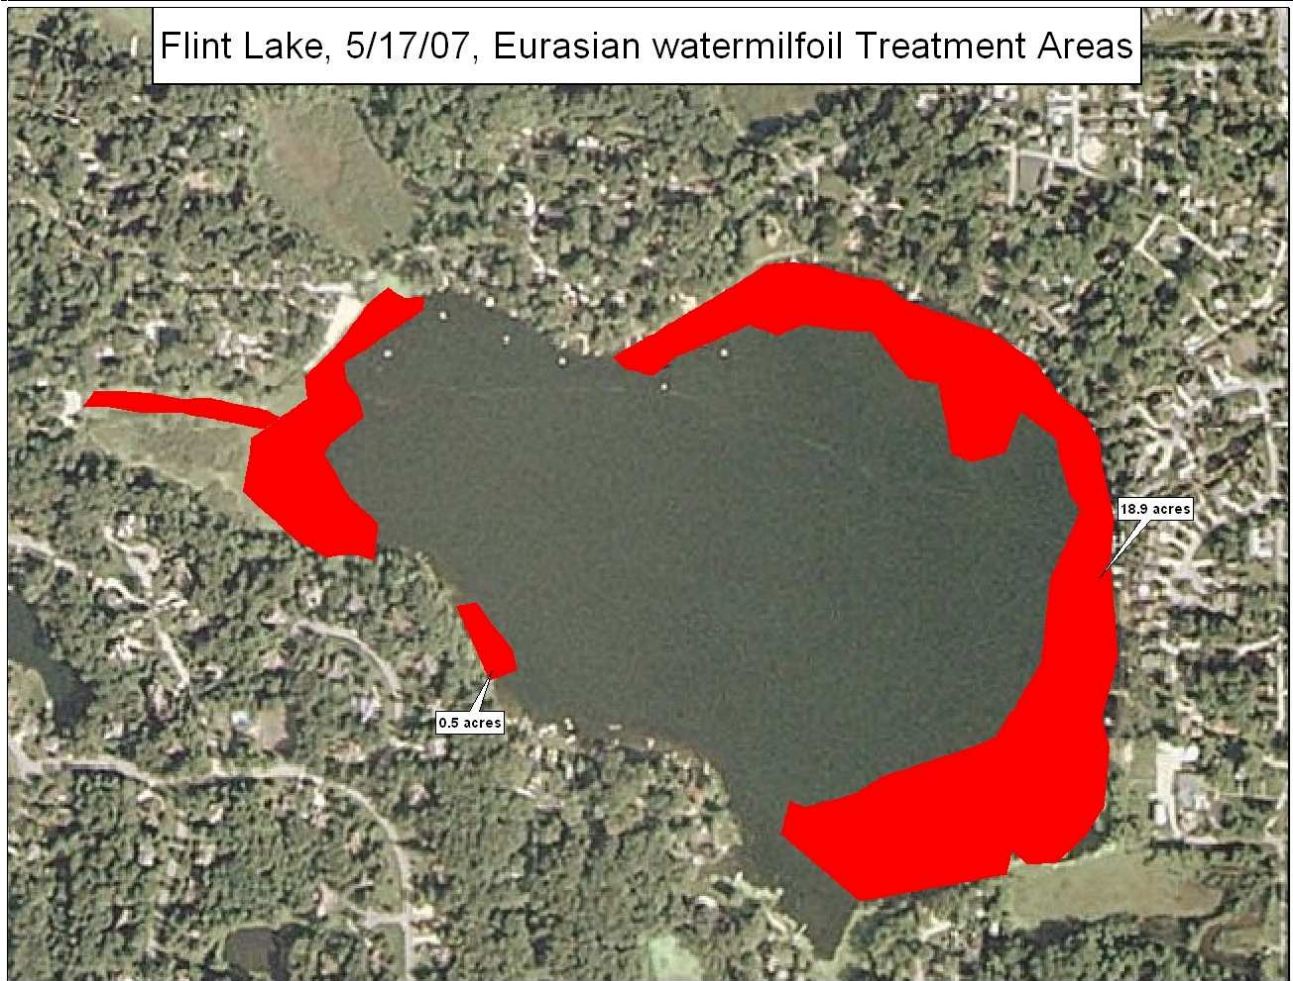 Flint Lake, 5/17/07, Eurasian watermilfoil Treatment Areas
18.9 acres
0.5 acres